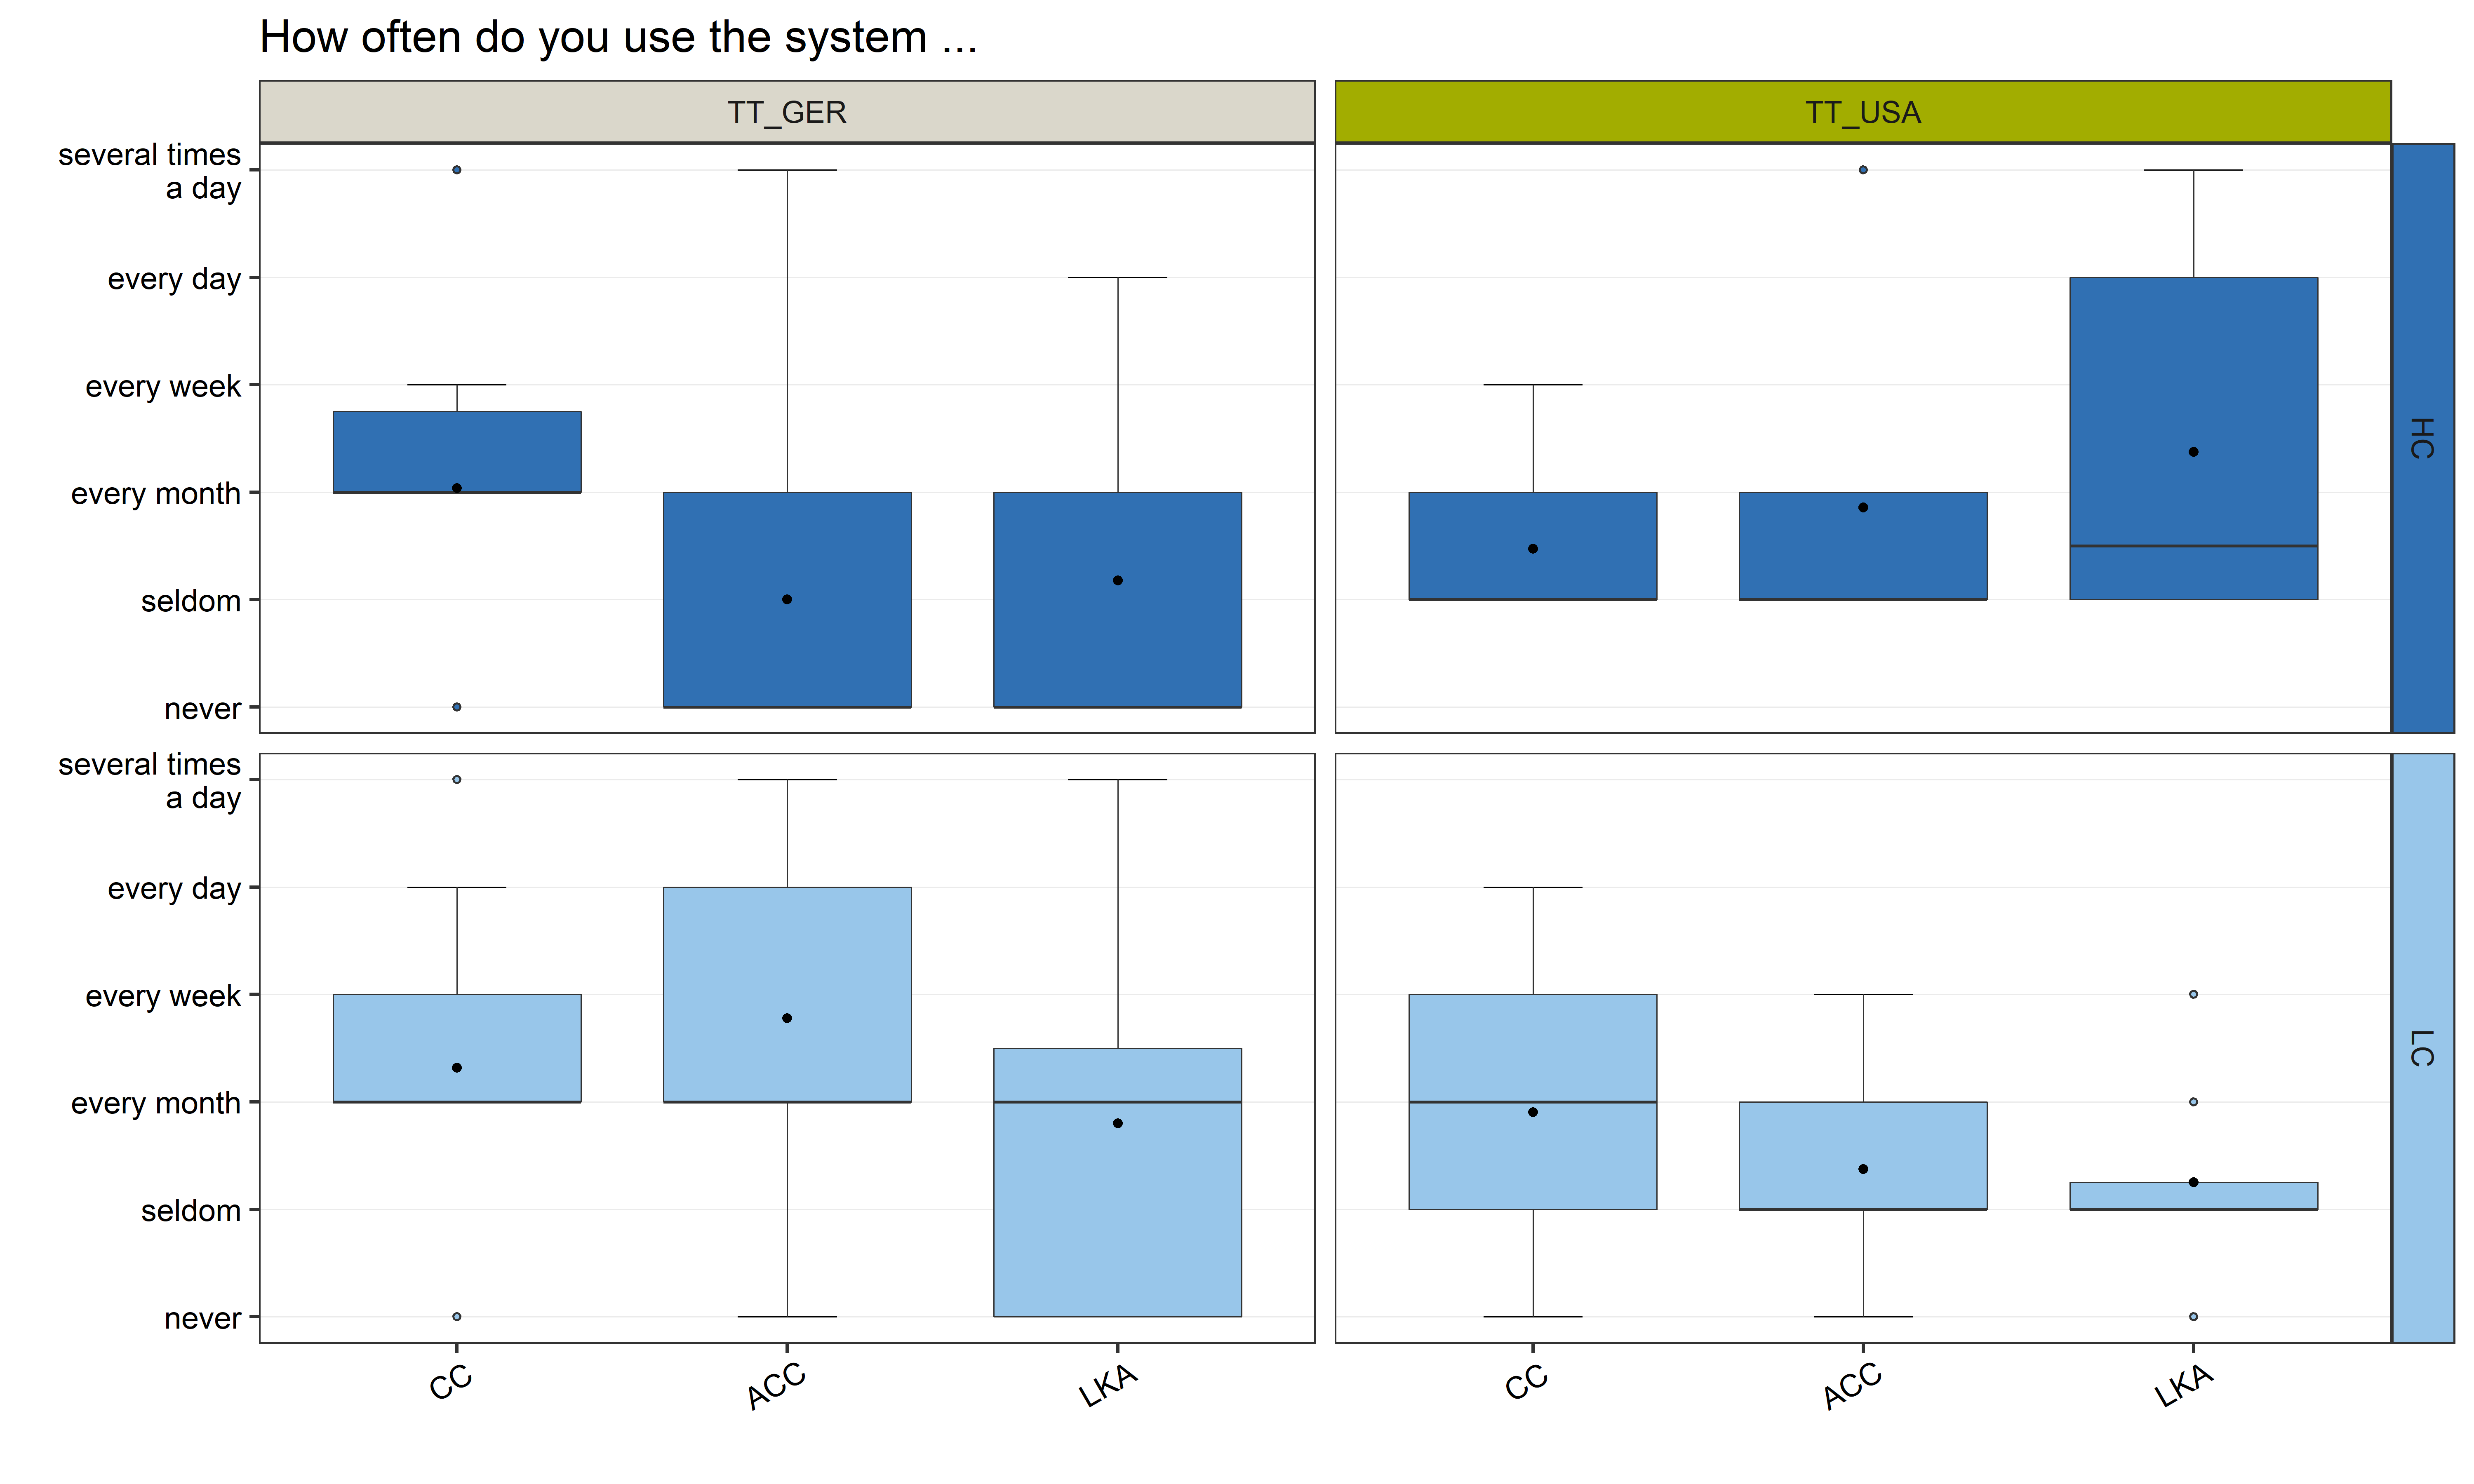 How often do you use the system ...
TT_GER
TT_USA
several times
a day
every day
every week
every month
seldom
never
HC
several times
a day
every day
every week
every month
seldom
never
LC
CC
ACC
LKA
CC
ACC
LKA